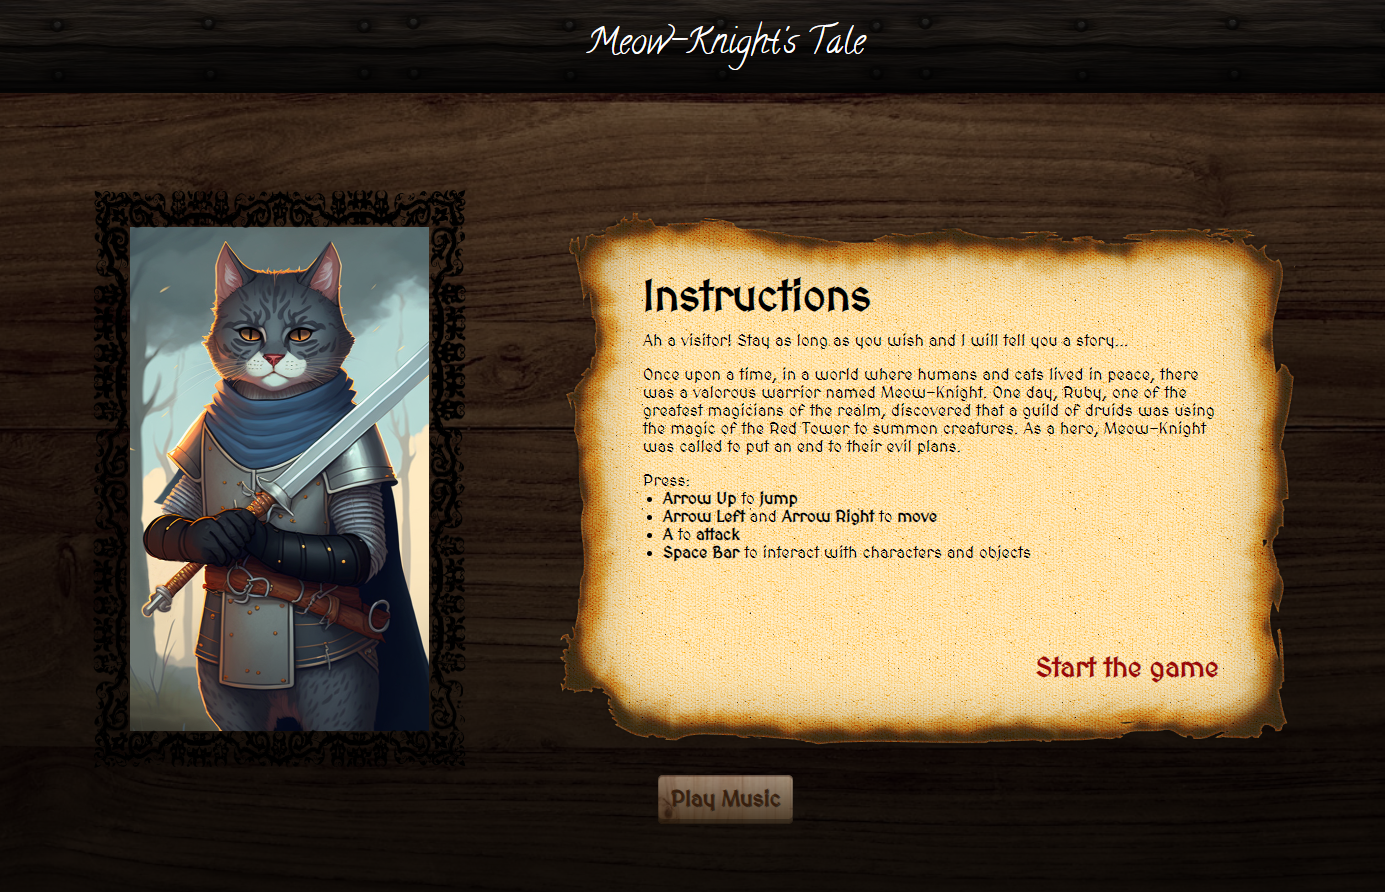 Meow-Knight's Tale
Instructions
Ah a visitor! Stay as long as you wish and I will tell you a story...
Once upon a time, in a world where humans and cats lived in peace, there
was a valorous warrior named Meow-Knight. One day, Ruby, one of the
greatest magicians of the realm, discovered that a guild of druids was using
the magic of the Red Tower to summon creatures. As a hero, Meow-Knight
was called to put an end to their evil plans.
Press:
• Arrow Up to Jump
• Arrow Left and Arrow Right to move
• A to attack
• Space Bar to interact with characters and objects
Start the game
Play Music